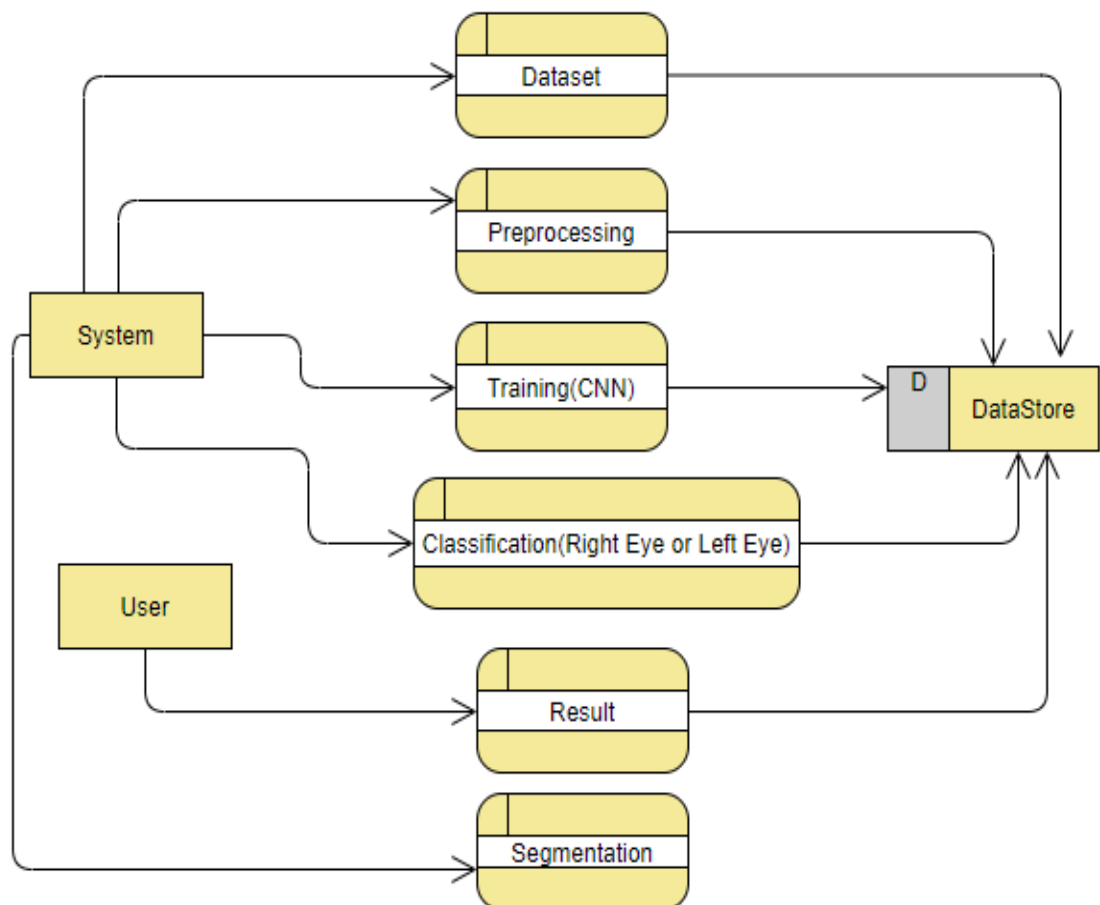 Dataset
Preprocessing
System
Training(CNN)
D
DataStore
Classification(Right Eye or Left Eye)
User
Result
Segmentation